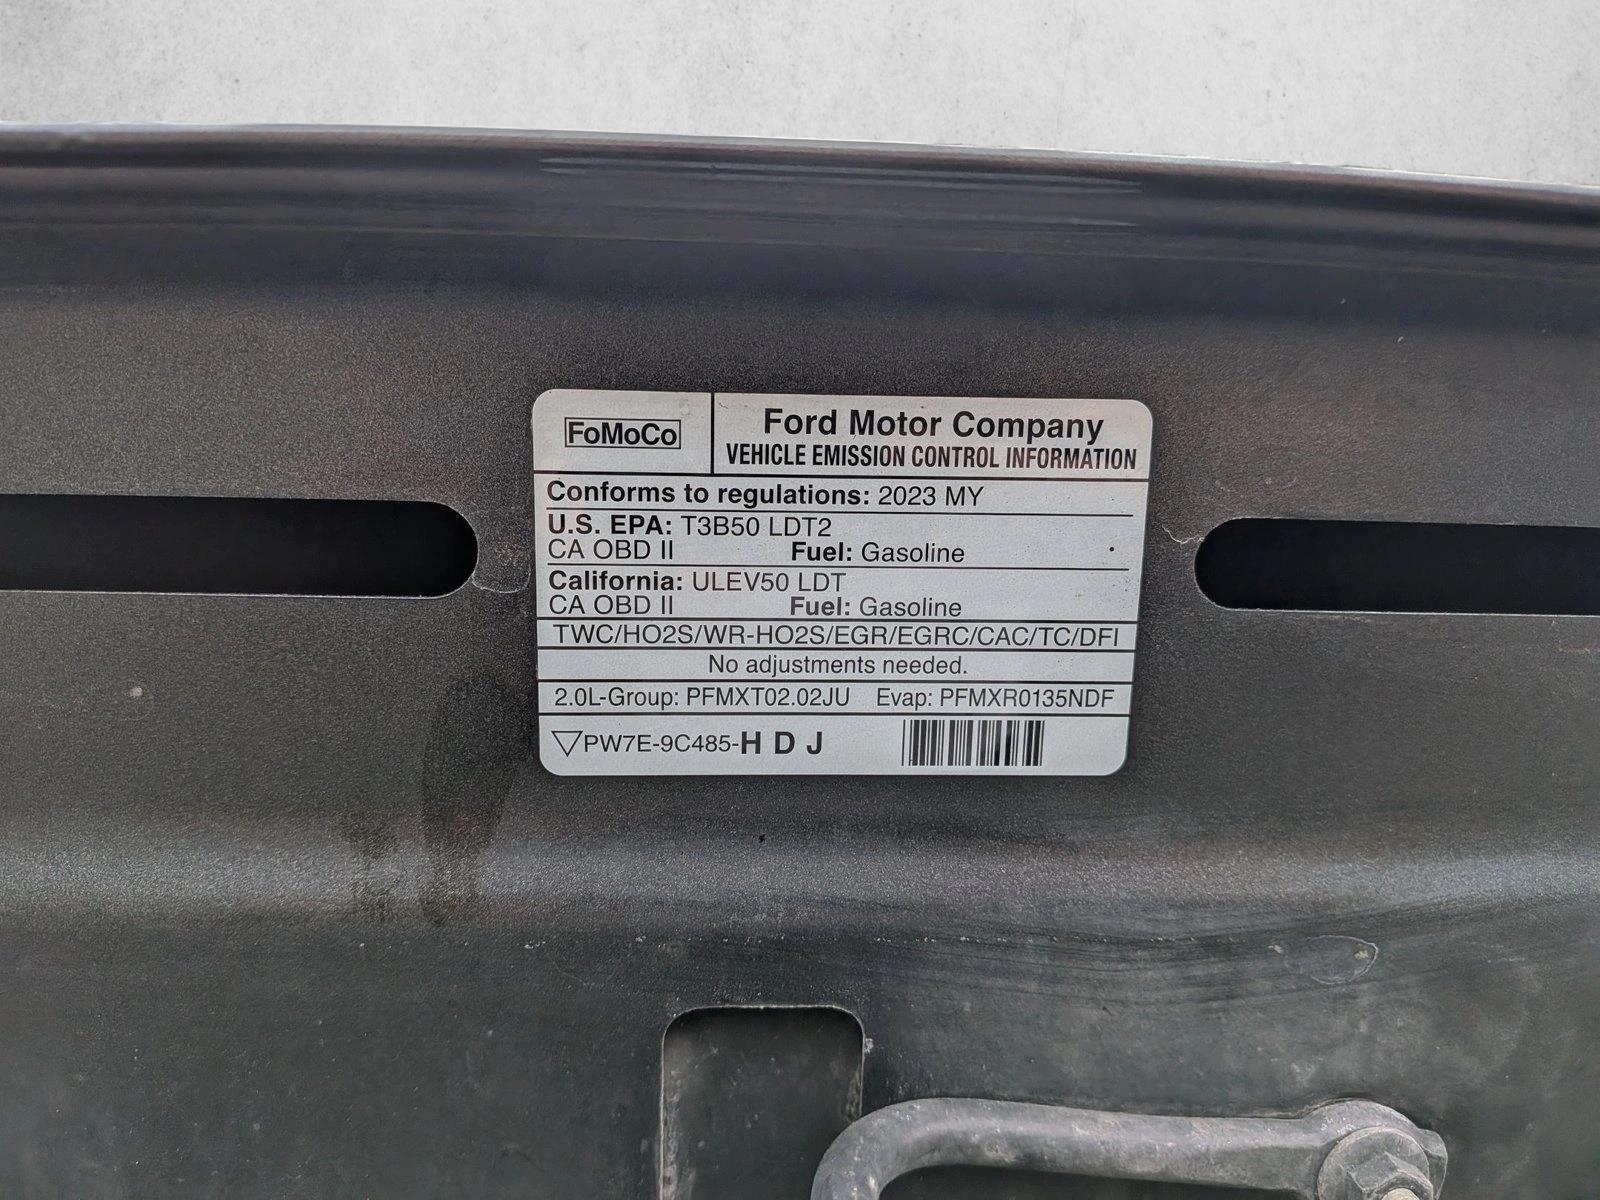 FoMoCo
Ford Motor Company
VEHICLE EMISSION CONTROL INFORMATION
Conforms to regulations: 2023 MY
U.S. EPA: T3B50 LDT2
CA OBD II Fuel: Gasoline
California: ULEV50 LDT
CA OBD II Fuel: Gasoline
TWC/HO2S/WR-HO2S/EGR/EGRC/CAC/TC/DFI
No adjustments needed.
2.0L-Group: PFMXT02.02JU Evap: PFMXR0135NDF
▽PW7E-9C485-H D J